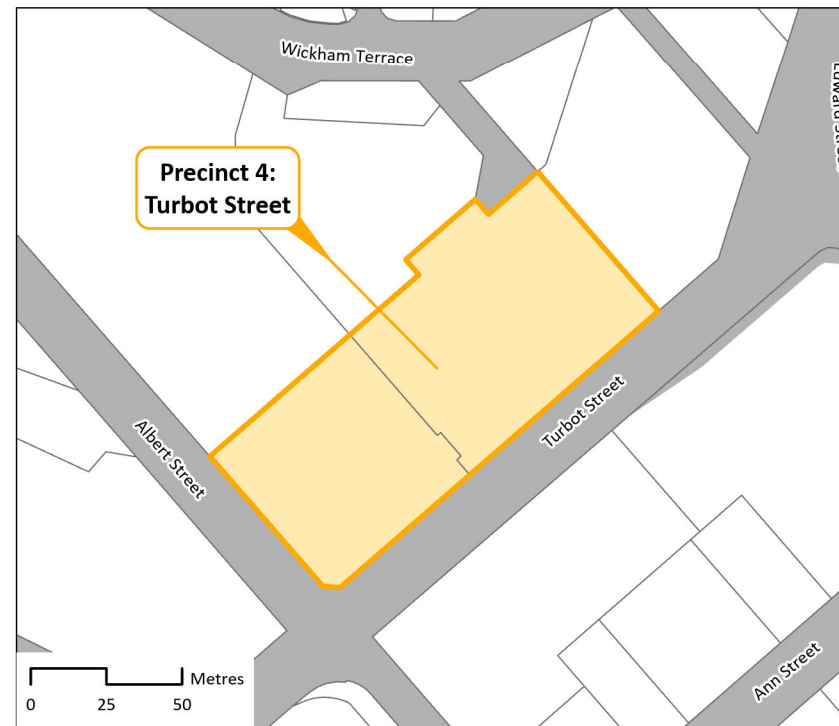 Wickham Terrace
Precinct 4:
Turbot Street
Turbot Street
Albert Street
Ann Street
Metres
0 25 50